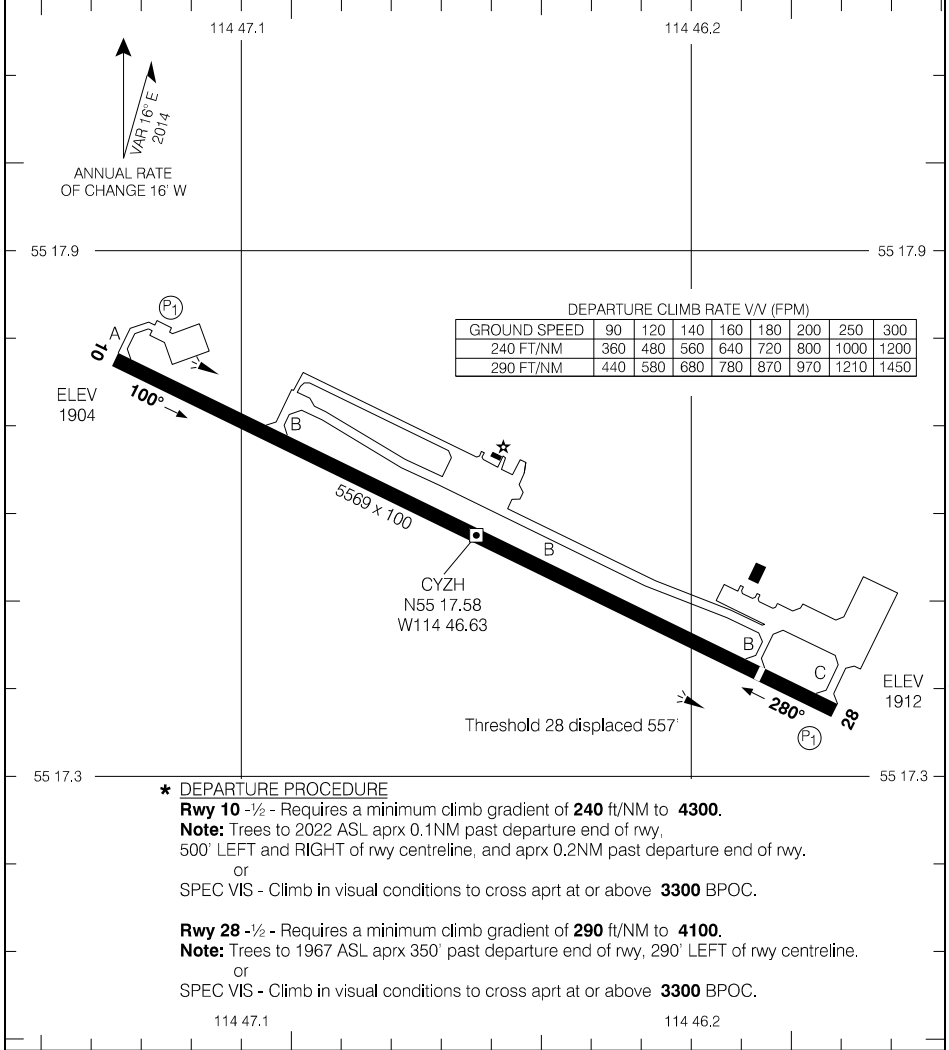 114 47.1
114 46.2
VAR 16° E
2014
ANNUAL RATE
OF CHANGE 16' W
55 17.9
55 17.9
P1
A
10
ELEV
1904
100°
DEPARTURE CLIMB RATE V/V (FPM)
GROUND SPEED 90 120 140 160 180 200 250 300
240 FT/NM 360 480 560 640 720 800 1000 1200
290 FT/NM 440 580 680 780 870 970 1210 1450
B
5569 x 100
B
CYZH
N55 17.58
W114 46.63
B
C
ELEV
1912
280°
28
Threshold 28 displaced 557'
P1
55 17.3
55 17.3
* DEPARTURE PROCEDURE
Rwy 10 -½ - Requires a minimum climb gradient of 240 ft/NM to 4300.
Note: Trees to 2022 ASL aprx 0.1NM past departure end of rwy,
500' LEFT and RIGHT of rwy centreline, and aprx 0.2NM past departure end of rwy.
or
SPEC VIS - Climb in visual conditions to cross aprt at or above 3300 BPOC.
Rwy 28 -½ - Requires a minimum climb gradient of 290 ft/NM to 4100.
Note: Trees to 1967 ASL aprx 350' past departure end of rwy, 290' LEFT of rwy centreline.
or
SPEC VIS - Climb in visual conditions to cross aprt at or above 3300 BPOC.
114 47.1
114 46.2